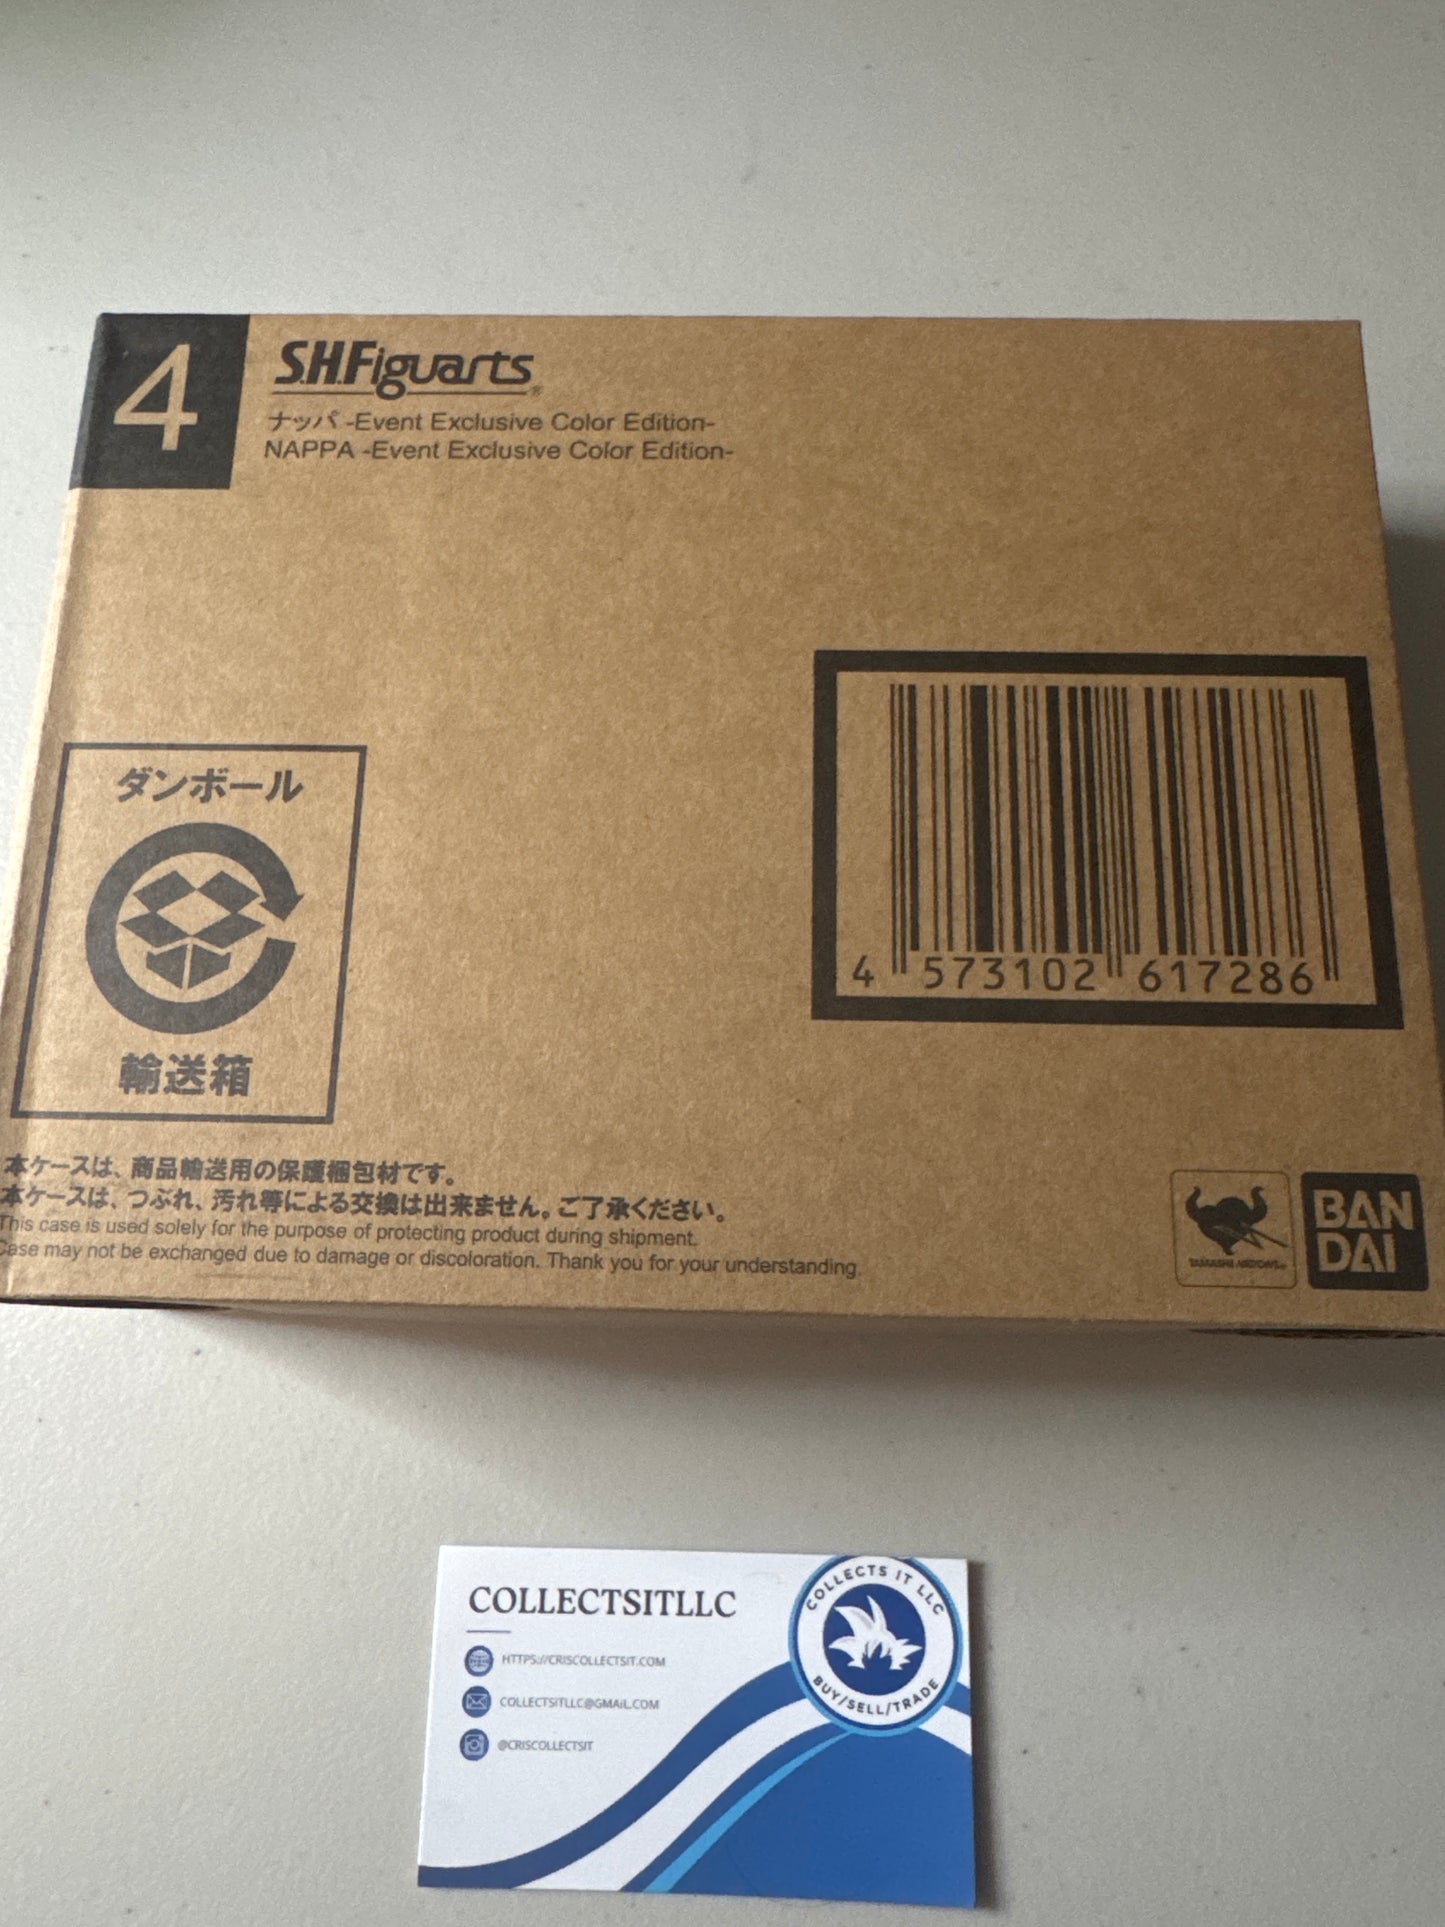 4
S.H.Figuarts®
ナッパ -Event Exclusive Color Edition-
NAPPA -Event Exclusive Color Edition-
4 573102 617286
ダンボール
輸送箱
本ケースは、商品輸送用の保護梱包材です。
本ケースは、つぶれ、汚れ等による交換は出来ません。ご了承ください。
This case is used solely for the purpose of protecting product during shipment.
Case may not be exchanged due to damage or discoloration. Thank you for your understanding.
TAMASHII NATIONS
BAN
DAI
COLLECTSITLLC
HTTPS://CRISCOLLECTSIT.COM
COLLECTSITLLC@GMAIL.COM
@CRISCOLLECTSIT
COLLECTS IT LLC
BUY/SELL/TRADE